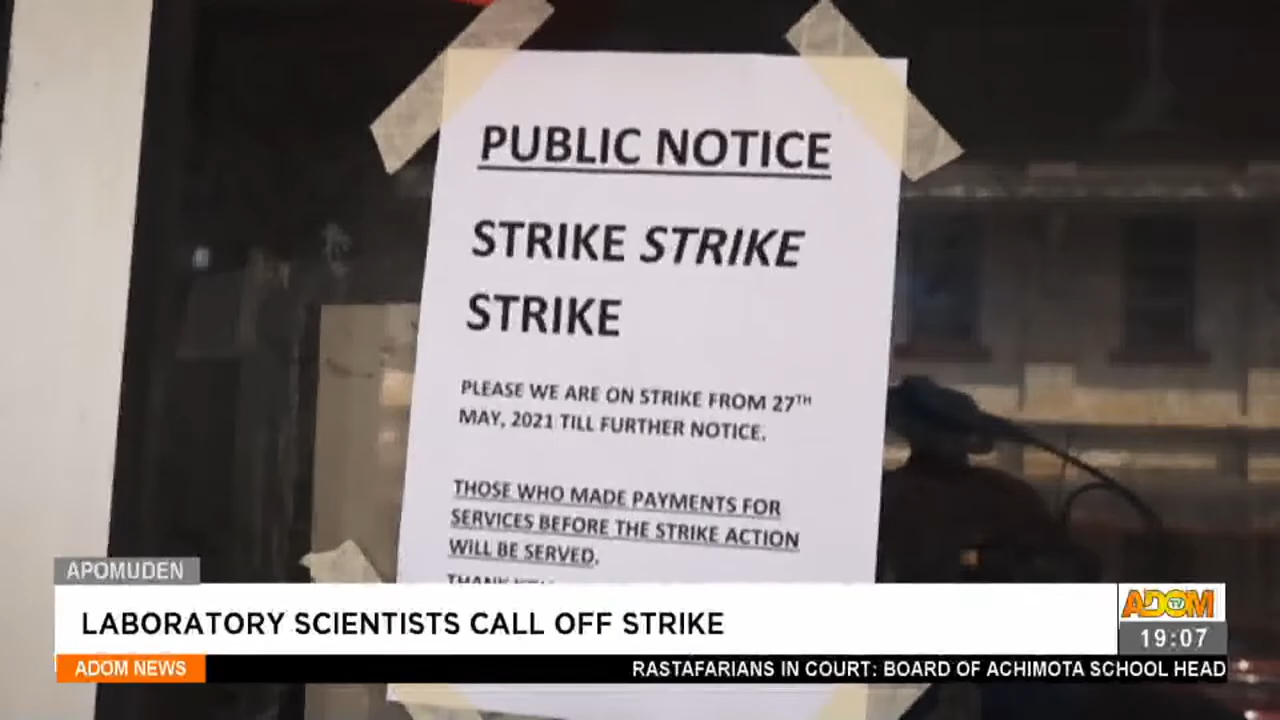 PUBLIC NOTICE
STRIKE STRIKE
STRIKE
PLEASE WE ARE ON STRIKE FROM 27TH
MAY, 2021 TILL FURTHER NOTICE.
THOSE WHO MADE PAYMENTS FOR
SERVICES BEFORE THE STRIKE ACTION
WILL BE SERVED.
THANK
APOMUDEN
LABORATORY SCIENTISTS CALL OFF STRIKE
ADOM TV
19:07
ADOM NEWS
RASTAFARIANS IN COURT: BOARD OF ACHIMOTA SCHOOL HEAD